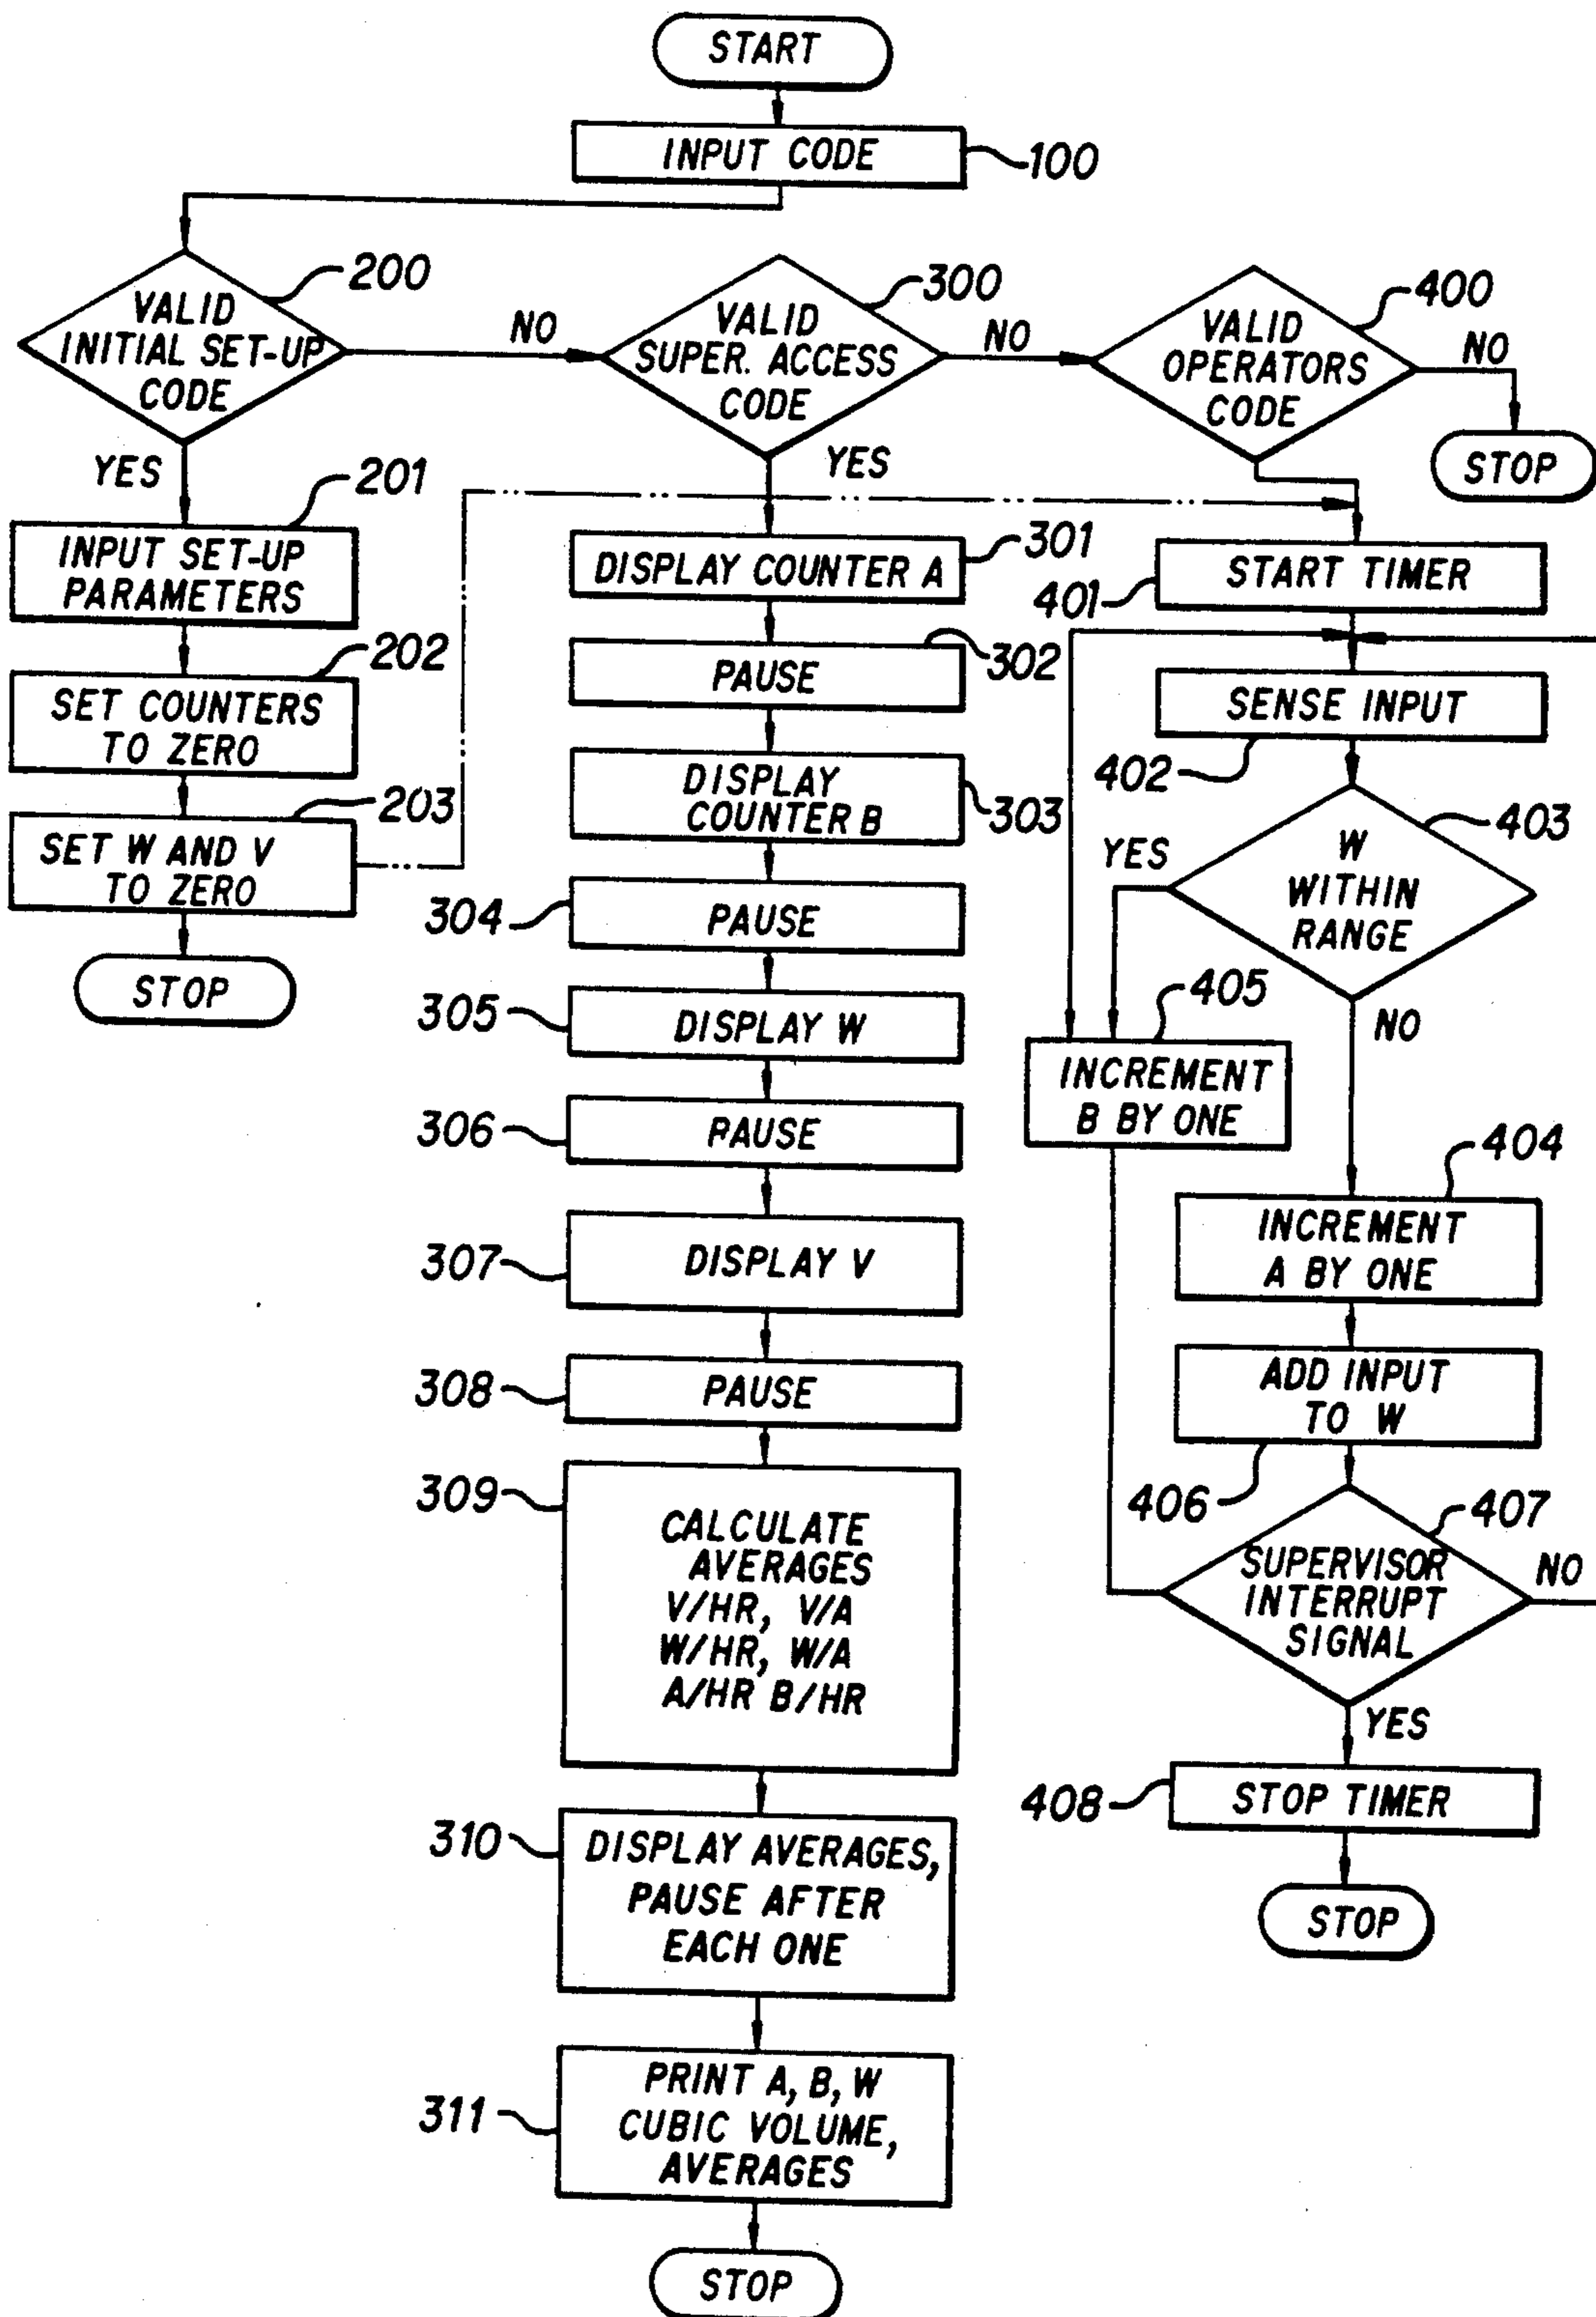 START
INPUT CODE
100
200
VALID
INITIAL SET-UP
CODE
NO
YES
300
VALID
SUPER. ACCESS
CODE
NO
YES
400
VALID
OPERATORS
CODE
NO
STOP
201
INPUT SET-UP
PARAMETERS
202
SET COUNTERS
TO ZERO
203
SET W AND V
TO ZERO
STOP
301
DISPLAY COUNTER A
302
PAUSE
303
DISPLAY
COUNTER B
304
PAUSE
305
DISPLAY W
306
PAUSE
307
DISPLAY V
308
PAUSE
309
CALCULATE
AVERAGES
V/HR, V/A
W/HR, W/A
A/HR B/HR
310
DISPLAY AVERAGES,
PAUSE AFTER
EACH ONE
311
PRINT A, B, W
CUBIC VOLUME,
AVERAGES
STOP
START TIMER
401
SENSE INPUT
402
403
W
WITHIN
RANGE
YES
NO
405
INCREMENT
B BY ONE
404
INCREMENT
A BY ONE
ADD INPUT
TO W
406
407
SUPERVISOR
INTERRUPT
SIGNAL
NO
YES
408
STOP TIMER
STOP